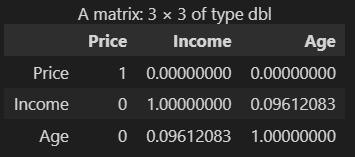 A matrix: 3 × 3 of type dbl
Price Income Age
Price 1 0.00000000 0.00000000
Income 0 1.00000000 0.09612083
Age 0 0.09612083 1.00000000